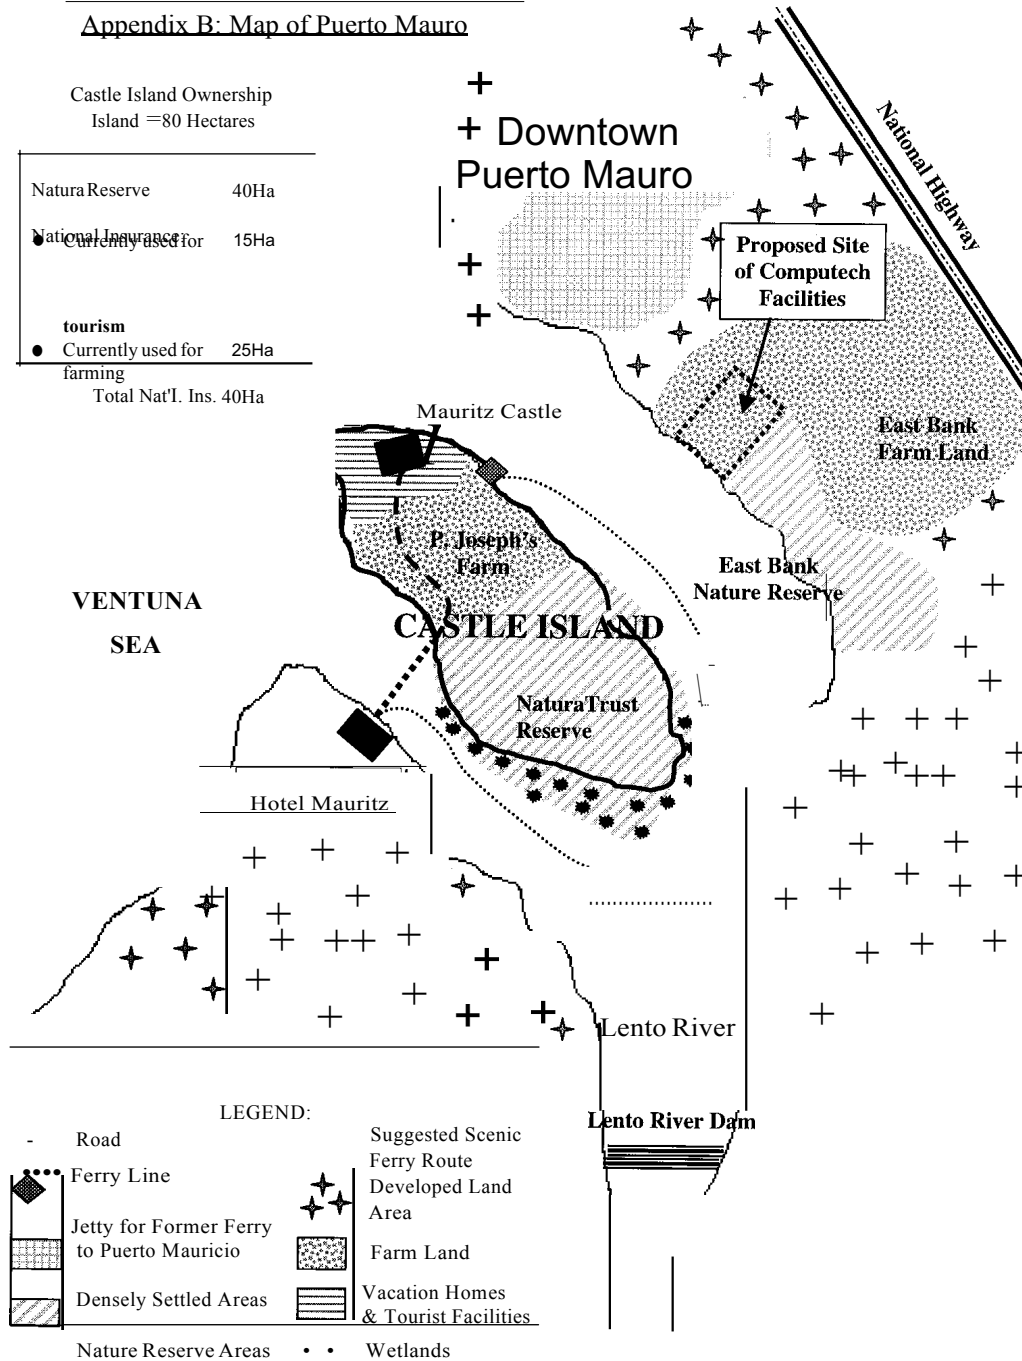 Appendix B: Map of Puerto Mauro
Castle Island Ownership
Island = 80 Hectares
Natura Reserve 40Ha
National Insurance:
● Currently used for 15Ha
tourism
● Currently used for 25Ha
farming
Total Nat'I. Ins. 40Ha
Downtown
Puerto Mauro
National Highway
Proposed Site
of Computech
Facilities
Mauritz Castle
East Bank
Farm Land
P. Joseph's
Farm
East Bank
Nature Reserve
VENTUNA
SEA
CASTLE ISLAND
NaturaTrust
Reserve
Hotel Mauritz
Lento River
Lento River Dam
LEGEND:
- Road
Ferry Line
Jetty for Former Ferry
to Puerto Mauricio
Densely Settled Areas
Nature Reserve Areas
Suggested Scenic
Ferry Route
Developed Land
Area
Farm Land
Vacation Homes
& Tourist Facilities
• • Wetlands